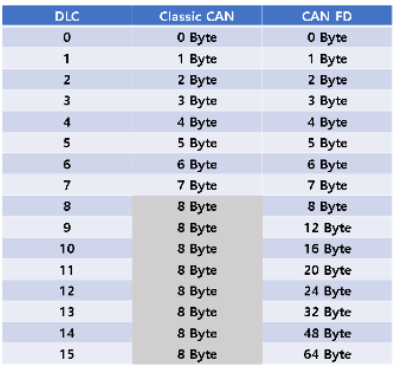 DLC Classic CAN CAN FD
0 0 Byte 0 Byte
1 1 Byte 1 Byte
2 2 Byte 2 Byte
3 3 Byte 3 Byte
4 4 Byte 4 Byte
5 5 Byte 5 Byte
6 6 Byte 6 Byte
7 7 Byte 7 Byte
8 8 Byte 8 Byte
9 8 Byte 12 Byte
10 8 Byte 16 Byte
11 8 Byte 20 Byte
12 8 Byte 24 Byte
13 8 Byte 32 Byte
14 8 Byte 48 Byte
15 8 Byte 64 Byte